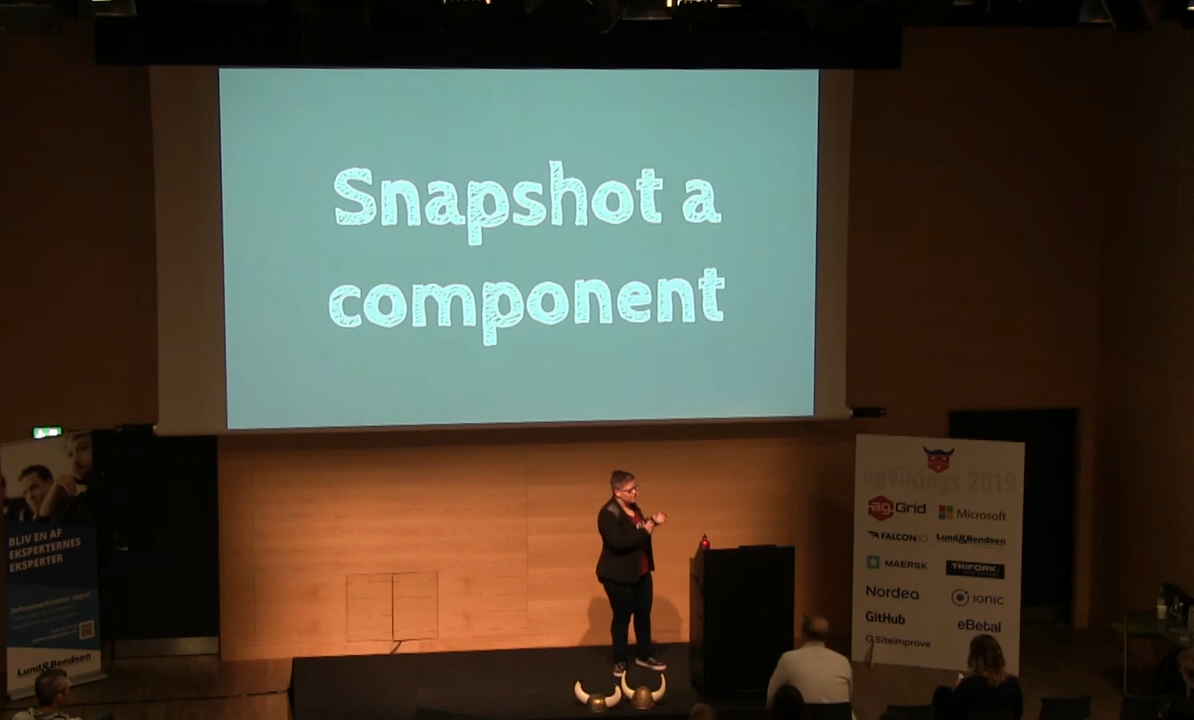 Snapshot a
component
BLIV EN AF
EKSPERTERNES
EKSPERTER
Lund&Bendsen
ngVikings 2019
ag Grid
Microsoft
FALCON.IO
Lund&Bendsen
MAERSK
TRIFORK.
Nordea
IONIC
GitHub
eBetal
Siteimprove